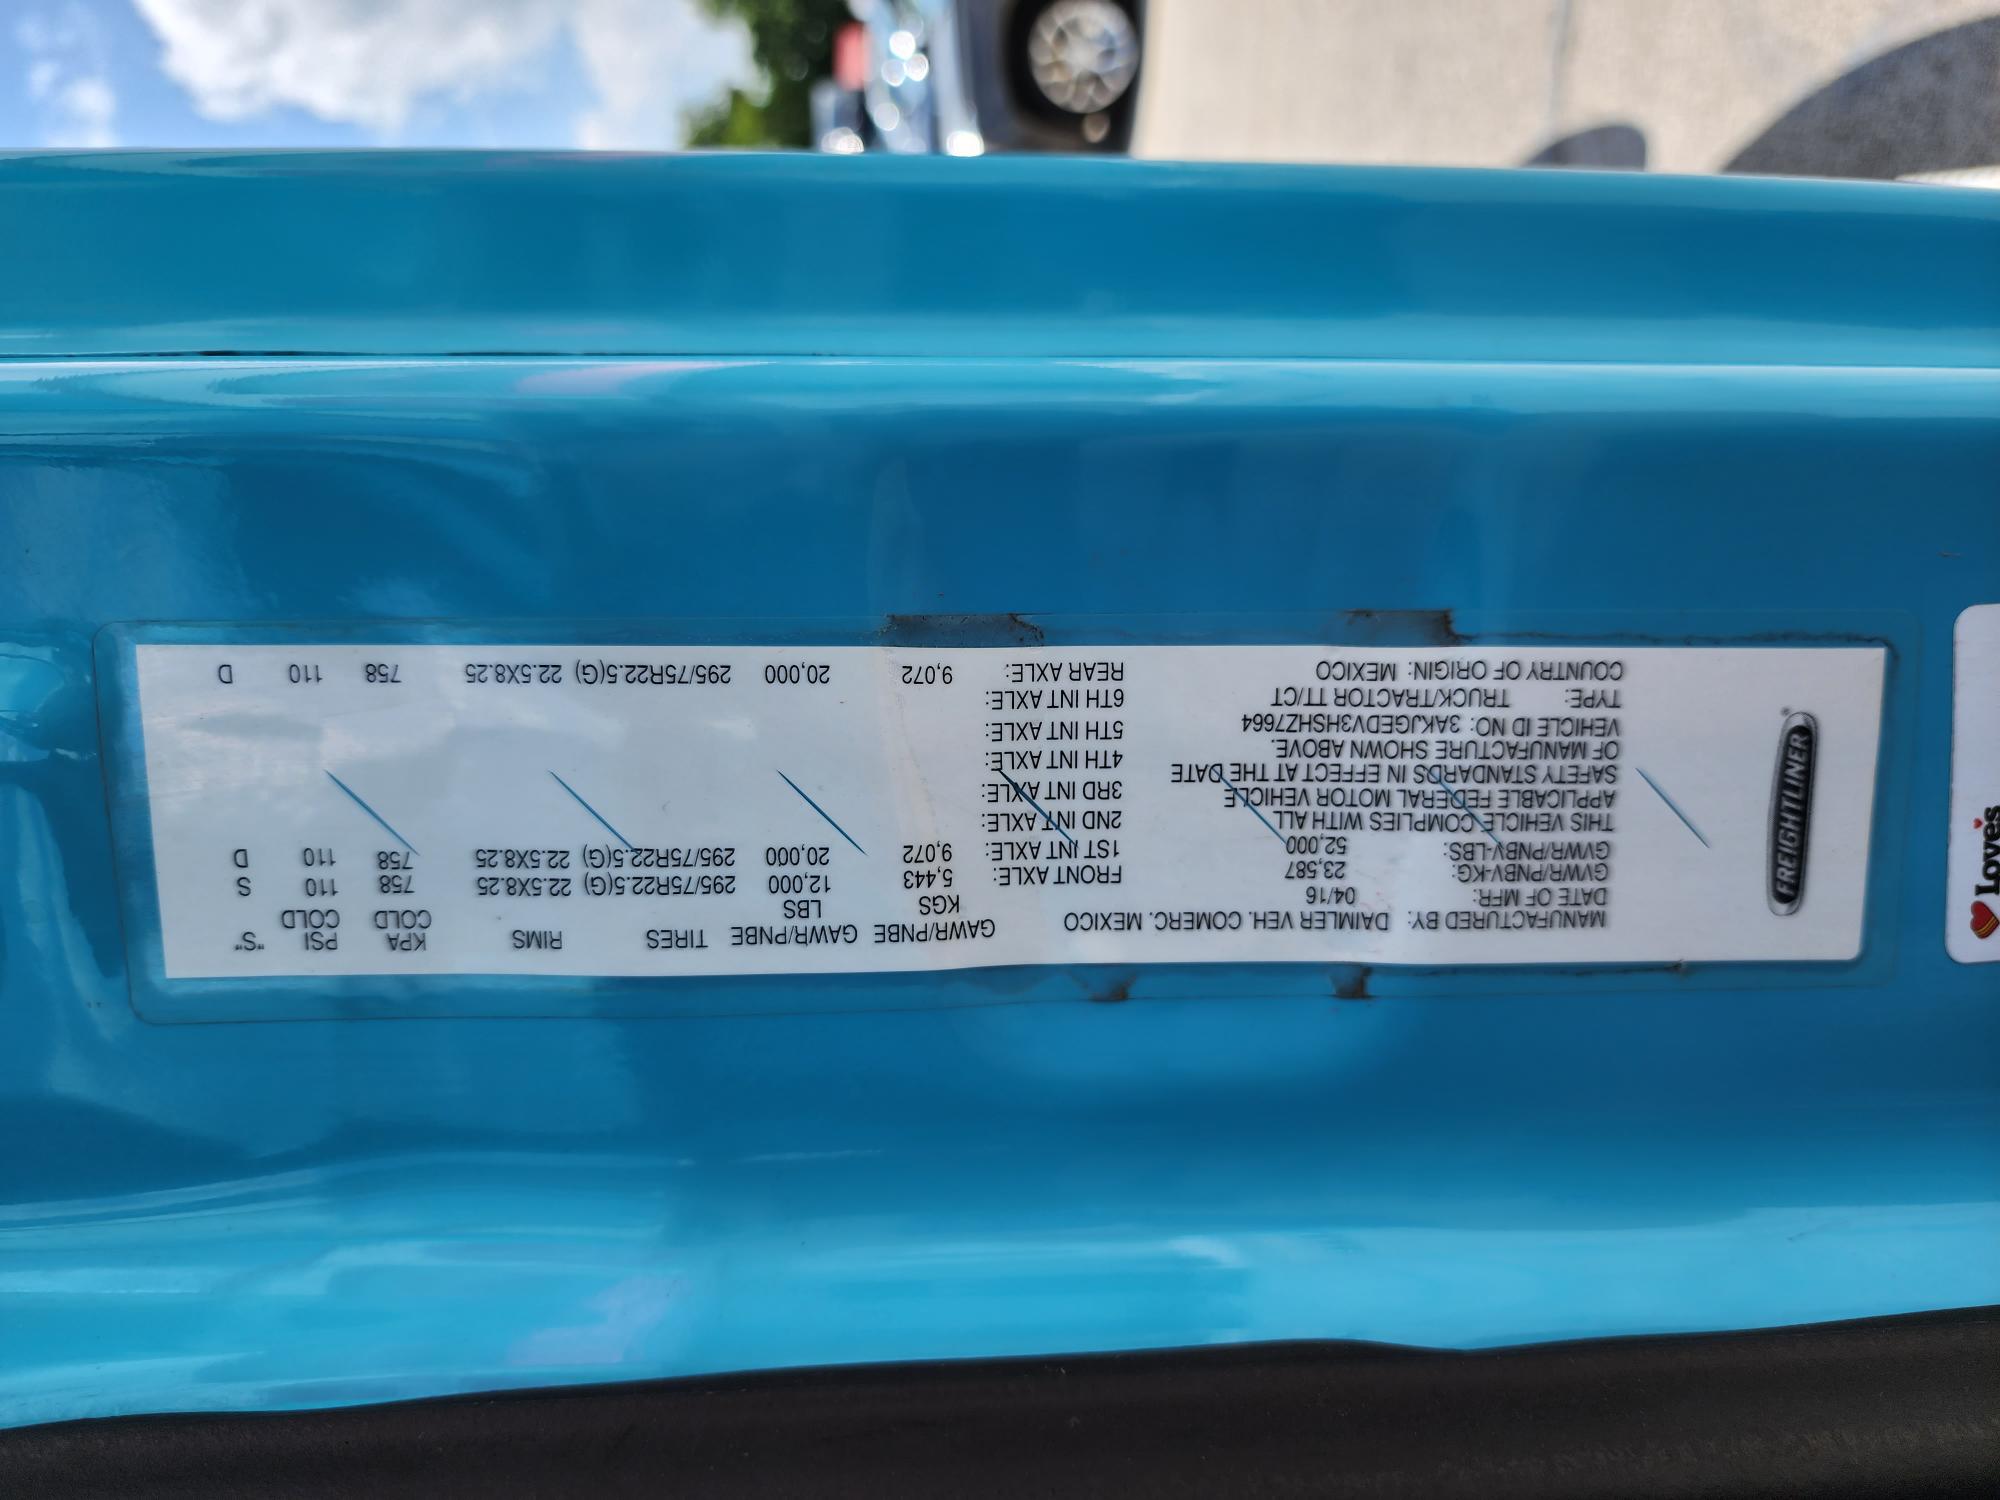 FREIGHTLINER
MANUFACTURED BY: DAIMLER VEH. COMERC. MEXICO
DATE OF MFR: 04/16
GVWR/PNBV-KG: 23,587
GVWR/PNBV-LBS: 52,000
THIS VEHICLE COMPLIES WITH ALL
APPLICABLE FEDERAL MOTOR VEHICLE
SAFETY STANDARDS IN EFFECT AT THE DATE
OF MANUFACTURE SHOWN ABOVE.
VEHICLE ID NO: 3AKJGEDV3HSHZ7664
TYPE: TRUCK/TRACTOR TT/CT
COUNTRY OF ORIGIN: MEXICO
GAWR/PNBE GAWR/PNBE TIRES RIMS KPA PSI "S"
KGS LBS COLD COLD
FRONT AXLE: 5,443 12,000 295/75R22.5(G) 22.5X8.25 758 110 S
1ST INT AXLE: 9,072 20,000 295/75R22.5(G) 22.5X8.25 758 110 D
2ND INT AXLE:
3RD INT AXLE:
4TH INT AXLE:
5TH INT AXLE:
6TH INT AXLE:
REAR AXLE: 9,072 20,000 295/75R22.5(G) 22.5X8.25 758 110 D
Love's